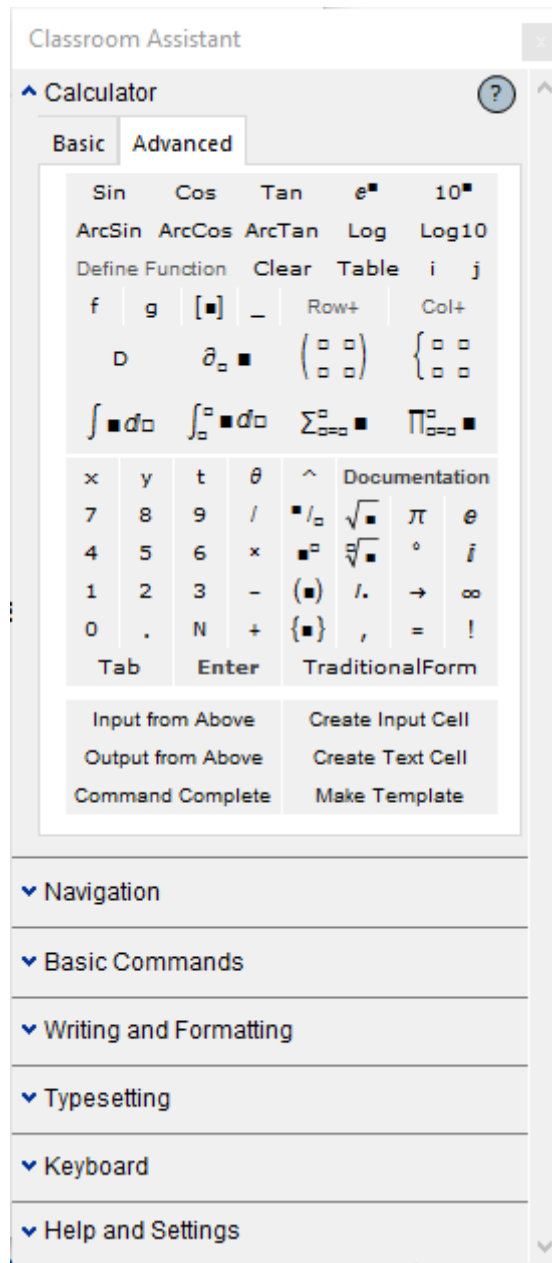 Classroom Assistant x
Calculator ?
Basic Advanced
Sin Cos Tan ℯ■ 10■
ArcSin ArcCos ArcTan Log Log10
Define Function Clear Table i j
f g [■] _ Row+ Col+
D ∂□ ■ (□ □ □ □) {□ □ □ □
∫■ⅆ□ ∫□□■ⅆ□ ∑□□=□ ■ ∏□□=□ ■
x y t θ ^ Documentation
7 8 9 / ■/□ √■ π ℯ
4 5 6 × ■□ □√■ ° ⅈ
1 2 3 − (■) /. → ∞
0 . N + {■} , = !
Tab Enter TraditionalForm
Input from Above Create Input Cell
Output from Above Create Text Cell
Command Complete Make Template
Navigation
Basic Commands
Writing and Formatting
Typesetting
Keyboard
Help and Settings